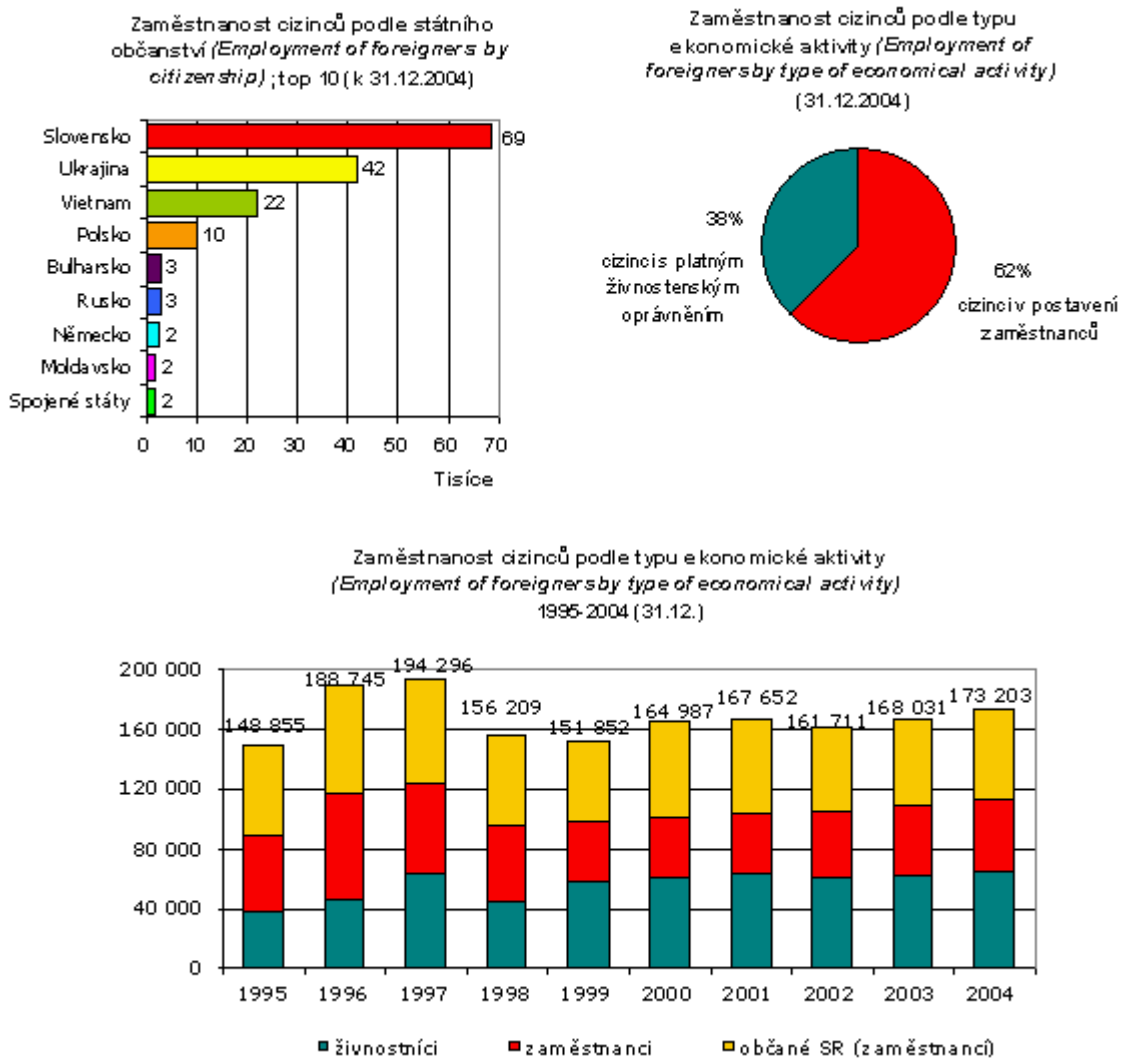 Zaměstnanost cizinců podle státního
občanství (Employment of foreigners by
citizenship) ; top 10 ( k 31.12.2004)
Slovensko 69
Ukrajina 42
Vietnam 22
Polsko 10
Bulharsko 3
Rusko 3
Německo 2
Moldavsko 2
Spojené státy 2
0 10 20 30 40 50 60 70
Tisíce
Zaměstnanost cizinců podle typu
ekonomické aktivity (Employment of
foreigners by type of economical activity)
(31.12.2004)
38%
cizinci s platným
živnostenským
oprávněním
62%
cizinci v postavení
zaměstnanců
Zaměstnanost cizinců podle typu ekonomické aktivity
(Employment of foreigners by type of economical activity)
1995-2004 (31.12.)
200 000
160 000
120 000
80 000
40 000
0
148 855
188 745
194 296
156 209
151 852
164 987
167 652
161 711
168 031
173 203
1995 1996 1997 1998 1999 2000 2001 2002 2003 2004
živnostníci zaměstnanci občané SR (zaměstnanci)